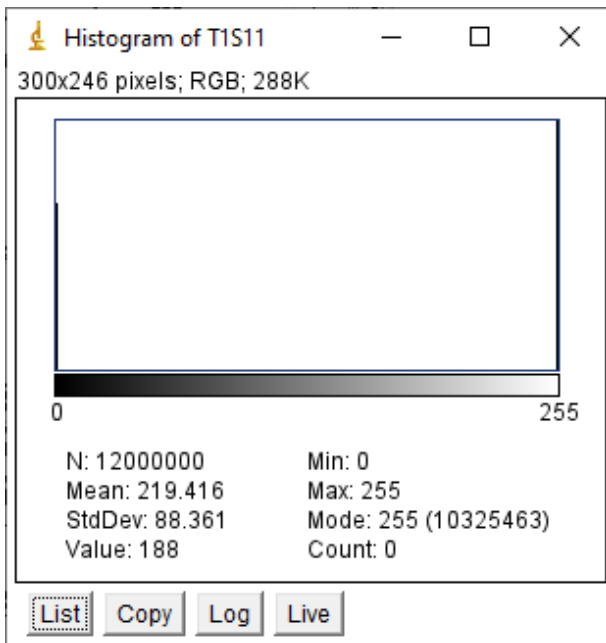 Histogram of T1S11
300x246 pixels; RGB; 288K
0 255
N: 12000000 Min: 0
Mean: 219.416 Max: 255
StdDev: 88.361 Mode: 255 (10325463)
Value: 188 Count: 0
List Copy Log Live